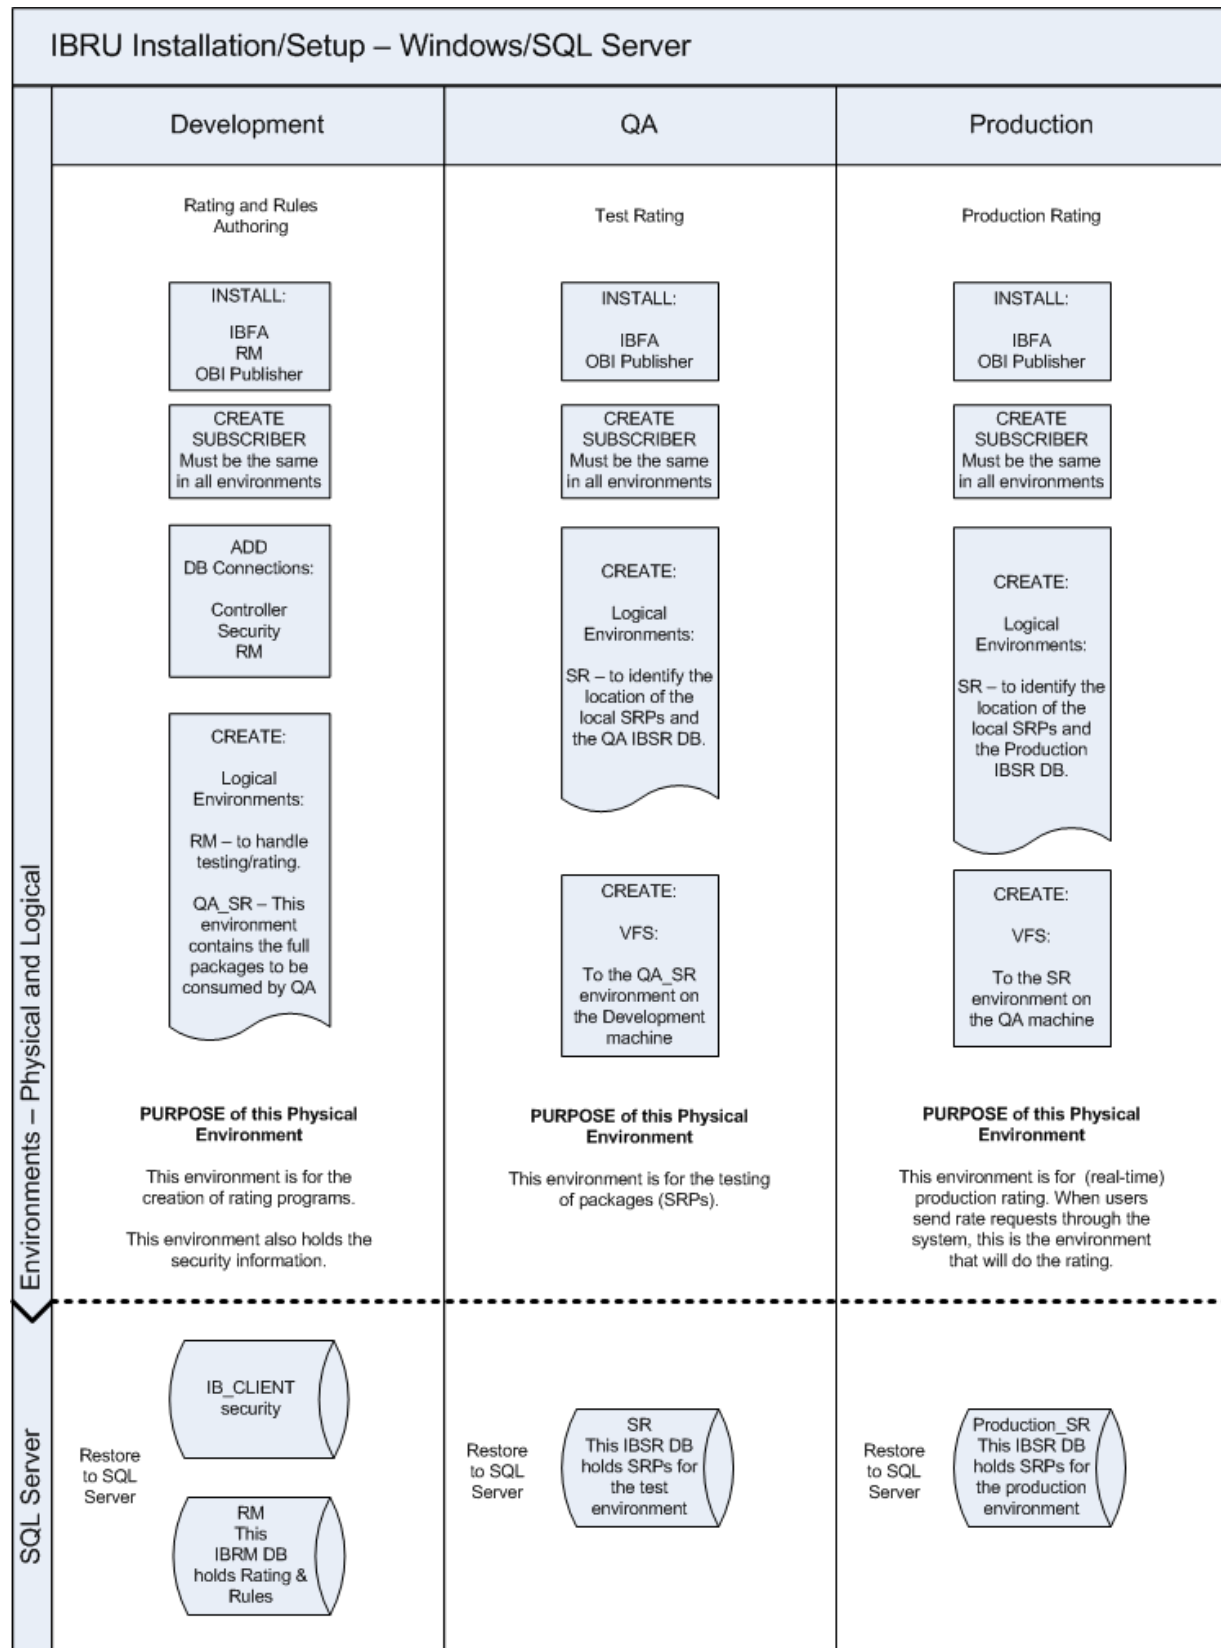 IBRU Installation/Setup – Windows/SQL Server
Environments – Physical and Logical
Development
Rating and Rules
Authoring
INSTALL:
IBFA
RM
OBI Publisher
CREATE
SUBSCRIBER
Must be the same
in all environments
ADD
DB Connections:
Controller
Security
RM
CREATE:
Logical
Environments:
RM – to handle
testing/rating.
QA_SR – This
environment
contains the full
packages to be
consumed by QA
PURPOSE of this Physical
Environment
This environment is for the
creation of rating programs.
This environment also holds the
security information.
QA
Test Rating
INSTALL:
IBFA
OBI Publisher
CREATE
SUBSCRIBER
Must be the same
in all environments
CREATE:
Logical
Environments:
SR – to identify the
location of the
local SRPs and
the QA IBSR DB.
CREATE:
VFS:
To the QA_SR
environment on
the Development
machine
PURPOSE of this Physical
Environment
This environment is for the testing
of packages (SRPs).
Production
Production Rating
INSTALL:
IBFA
OBI Publisher
CREATE
SUBSCRIBER
Must be the same
in all environments
CREATE:
Logical
Environments:
SR – to identify the
location of the
local SRPs and
the Production
IBSR DB.
CREATE:
VFS:
To the SR
environment on
the QA machine
PURPOSE of this Physical
Environment
This environment is for (real-time)
production rating. When users
send rate requests through the
system, this is the environment
that will do the rating.
SQL Server
Restore
to SQL
Server
IB_CLIENT
security
RM
This
IBRM DB
holds Rating &
Rules
Restore
to SQL
Server
SR
This IBSR DB
holds SRPs for
the test
environment
Restore
to SQL
Server
Production_SR
This IBSR DB
holds SRPs for
the production
environment